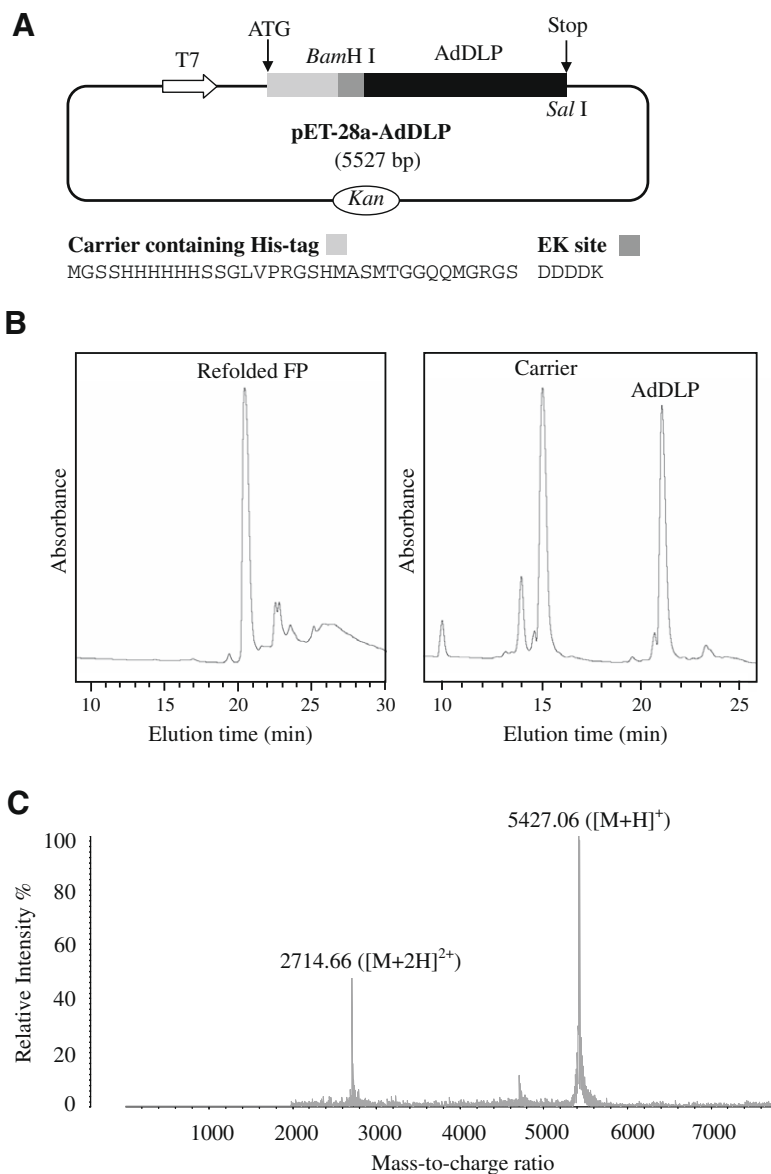 A
T7
ATG
BamH I
AdDLP
Stop
Sal I
pET-28a-AdDLP
(5527 bp)
Kan
Carrier containing His-tag
EK site
MGSSHHHHHHSSGLVPRGSHMASMTGGQQMGRGS DDDDK
B
Refolded FP
Absorbance
10 15 20 25 30
Elution time (min)
Carrier
AdDLP
Absorbance
10 15 20 25
Elution time (min)
C
5427.06 ([M+H]⁺)
2714.66 ([M+2H]²⁺)
Relative Intensity %
100
80
60
40
20
0
1000 2000 3000 4000 5000 6000 7000
Mass-to-charge ratio